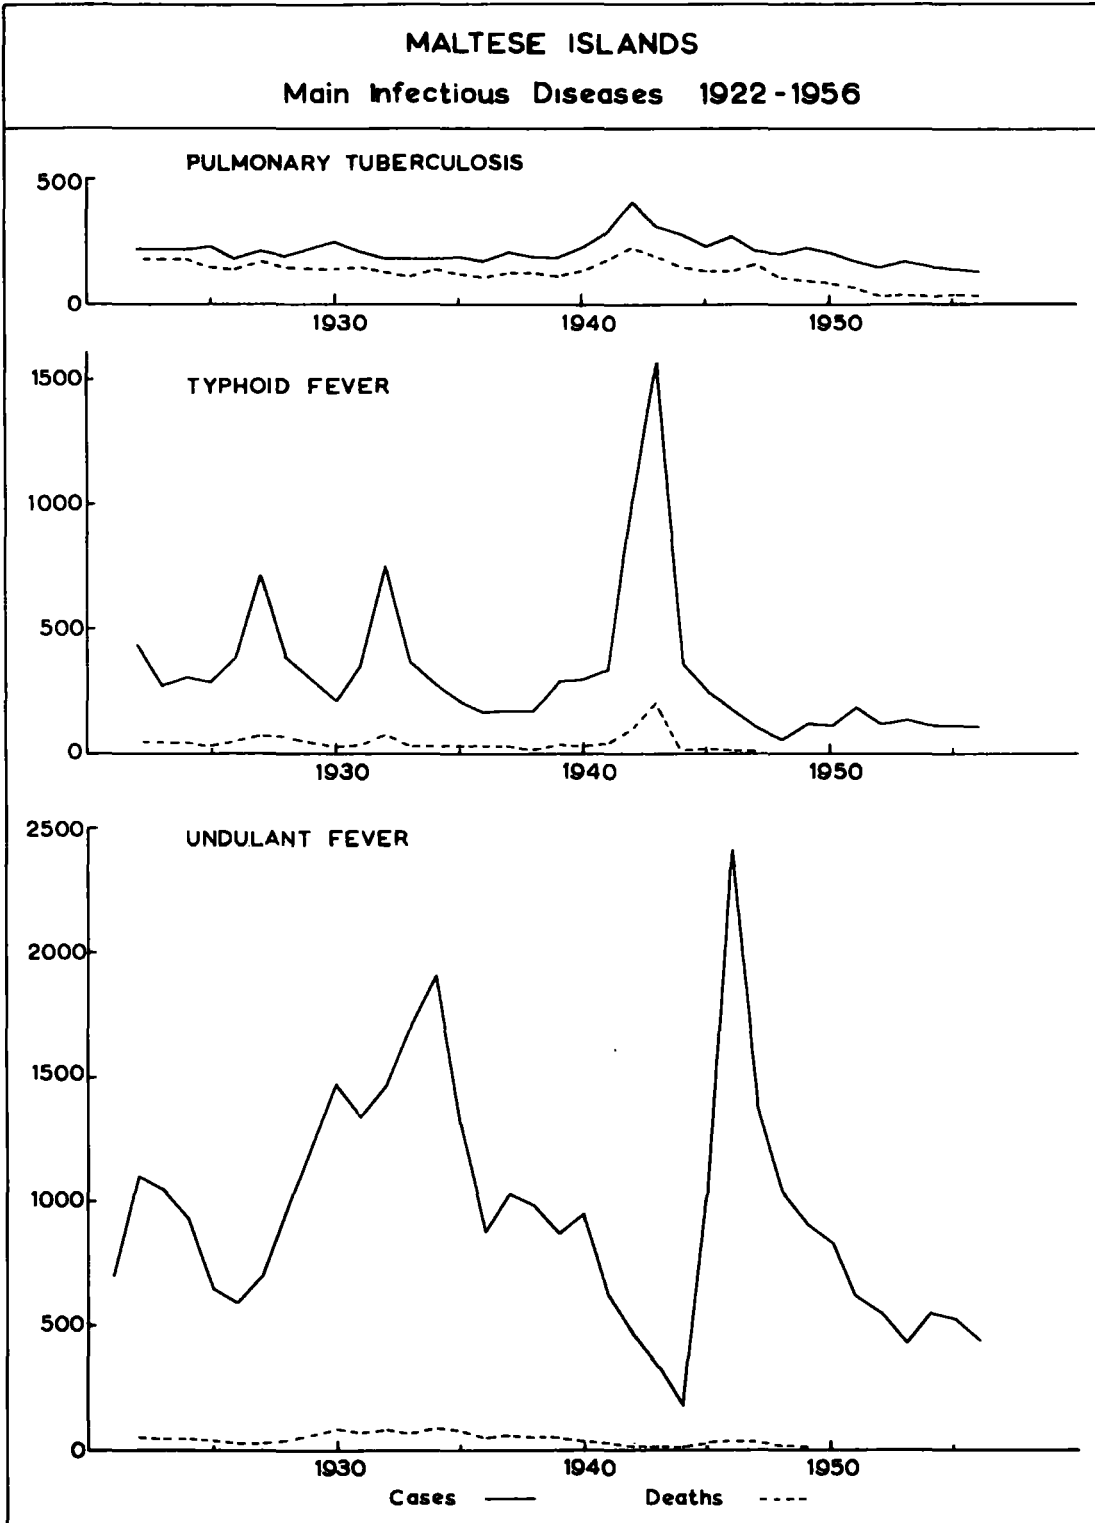 MALTESE ISLANDS
Main Infectious Diseases 1922-1956
PULMONARY TUBERCULOSIS
500
0
1930 1940 1950
TYPHOID FEVER
1500
1000
500
0
1930 1940 1950
UNDULANT FEVER
2500
2000
1500
1000
500
0
1930 1940 1950
Cases Deaths